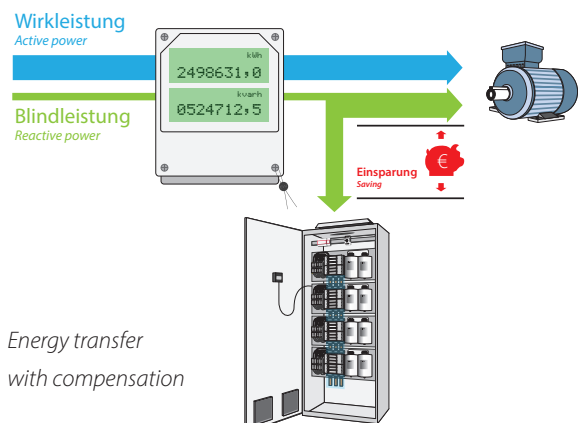 Wirkleistung
Active power
kWh
2498631,0
kvarh
0524712,5
Blindleistung
Reactive power
Einsparung
Saving
€
Energy transfer
with compensation